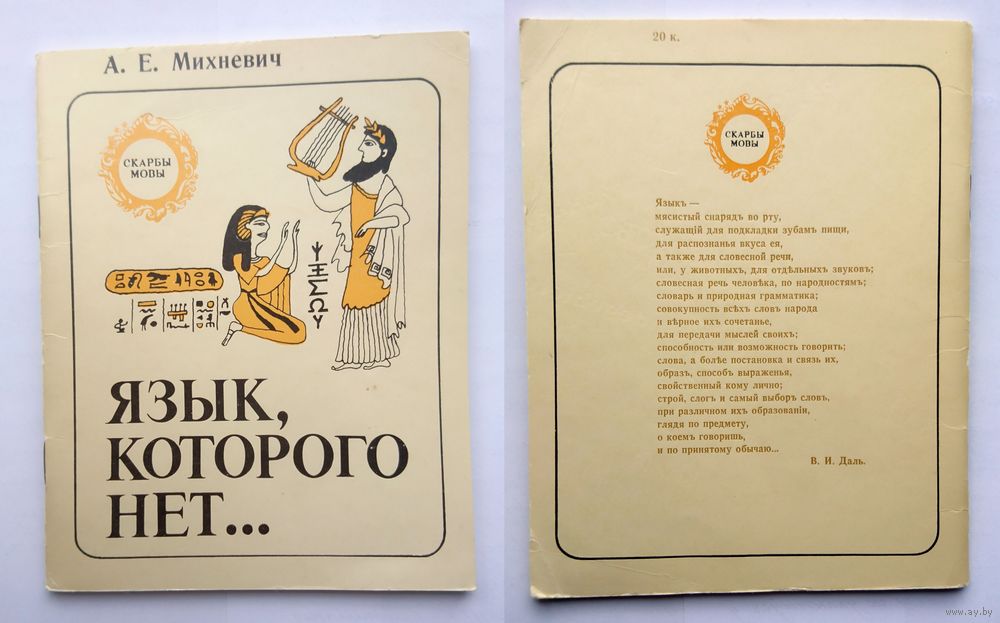 А. Е. Михневич
СКАРБЫ
МОВЫ
ЯЗЫК,
КОТОРОГО
НЕТ...
20 к.
СКАРБЫ
МОВЫ
Языкъ —
мясистый снарядъ во рту,
служащій для подкладки зубамъ пищи,
для распознанья вкуса ея,
а также для словесной речи,
или, у животныхъ, для отдѣльныхъ звуковъ;
словесная речь человѣка, по народностямъ;
словарь и природная грамматика;
совокупность всѣхъ словъ народа
и вѣрное ихъ сочетанье,
для передачи мыслей своихъ;
способность или возможность говорить;
слова, а болѣе постановка и связь их,
образъ, способъ выраженья,
свойственный кому лично;
строй, слогъ и самый выборъ словъ,
при различном ихъ образованіи,
глядя по предмету,
о коемъ говоришь,
и по принятому обычаю...
В. И. Даль.
www.ay.by